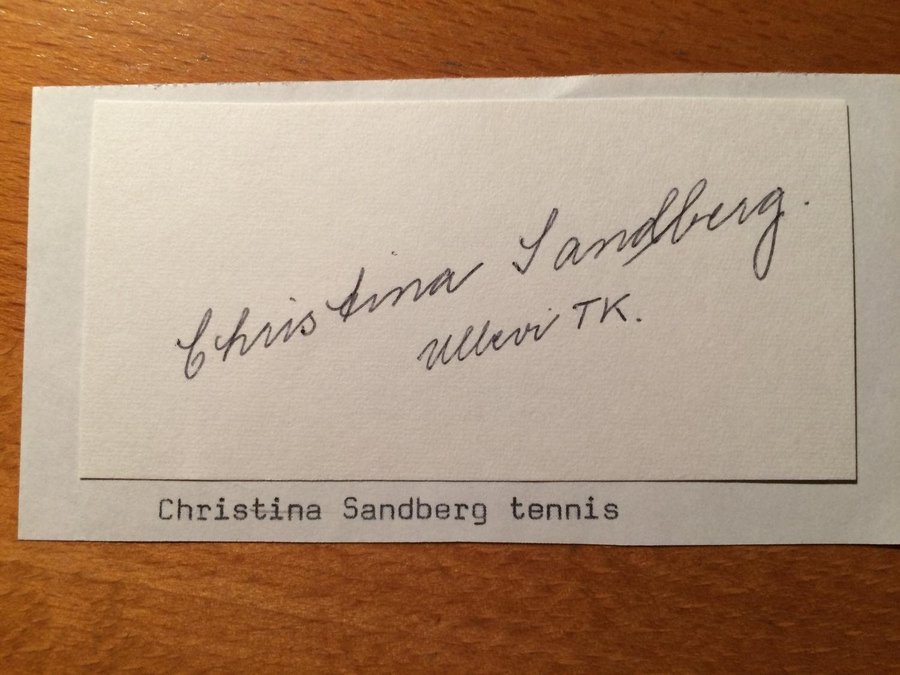 Christina Sandberg.
Ullevi TK.
Christina Sandberg tennis